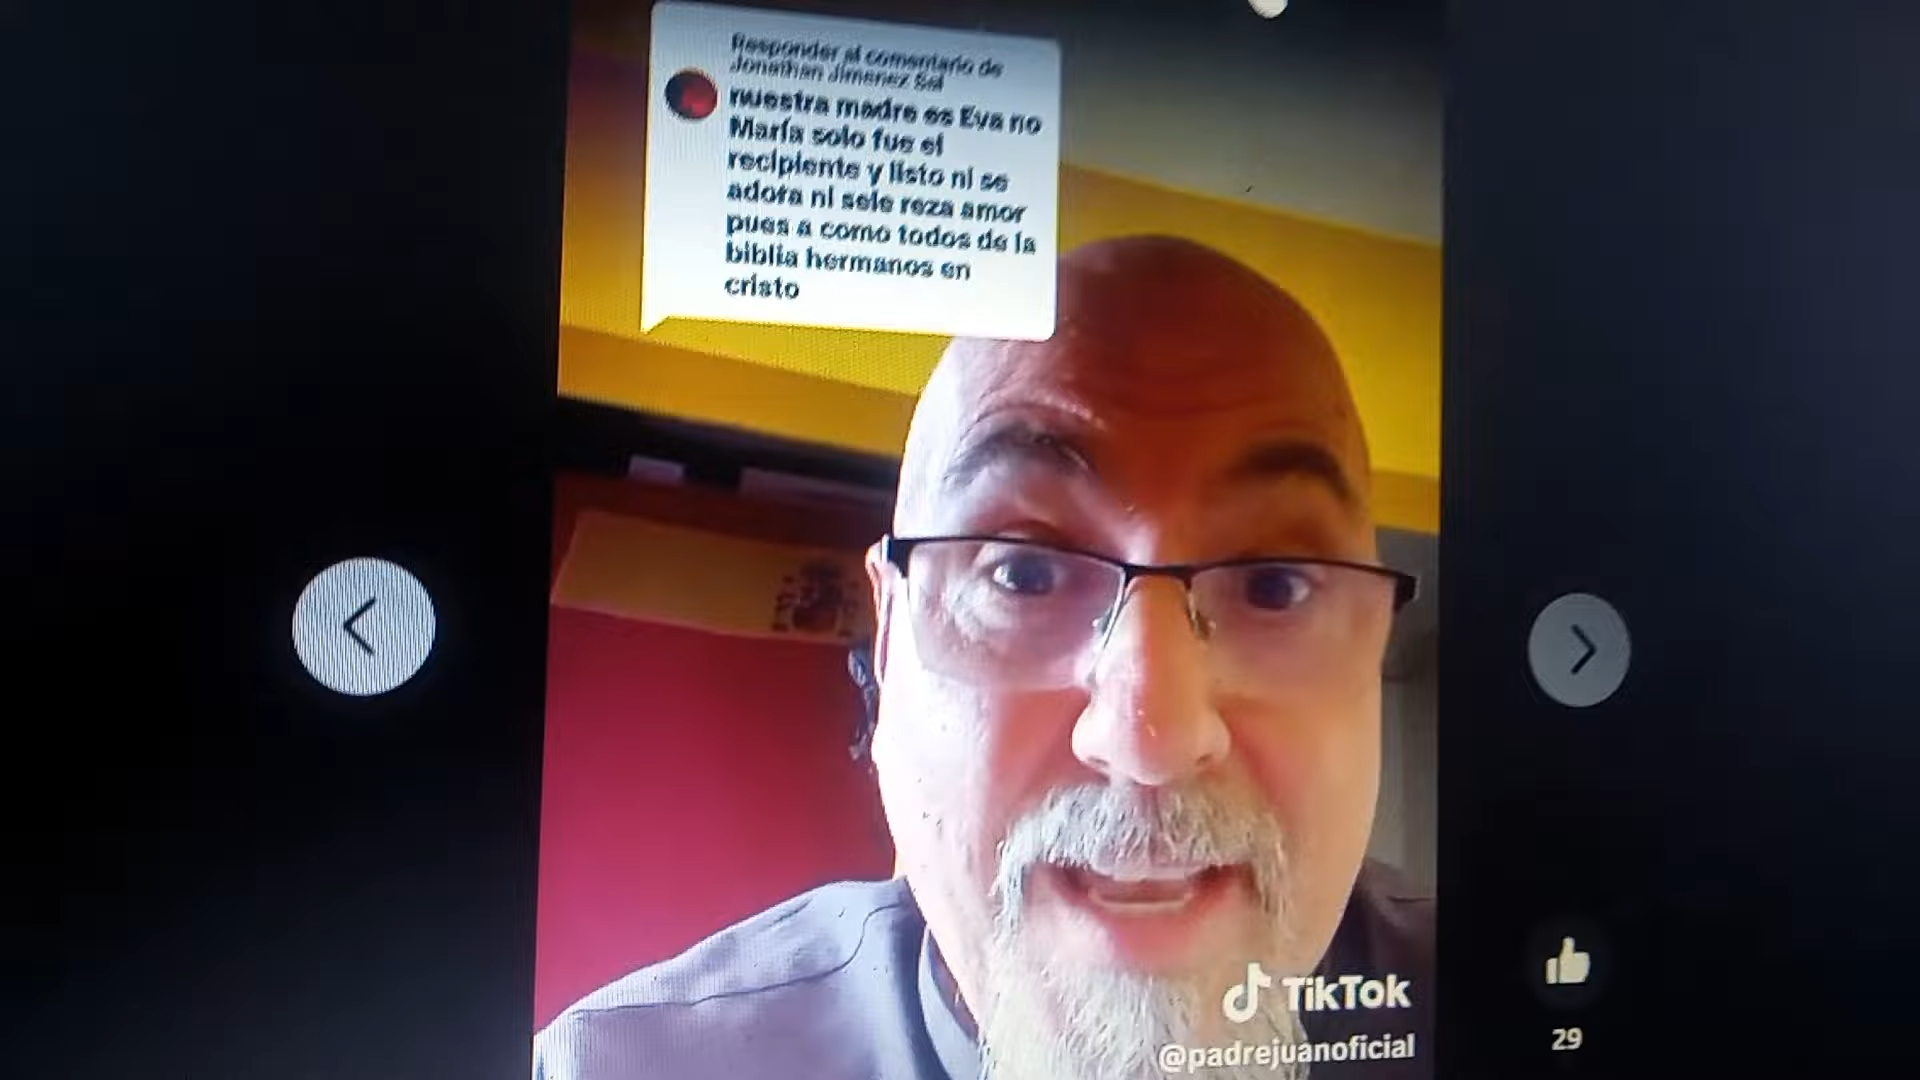 Responder al comentario de
Jonathan Jimenez Sal
nuestra madre es Eva no
María solo fue el
recipiente y listo ni se
adora ni sele reza amor
pues a como todos de la
biblia hermanos en
cristo
TikTok
@padrejuanoficial
29